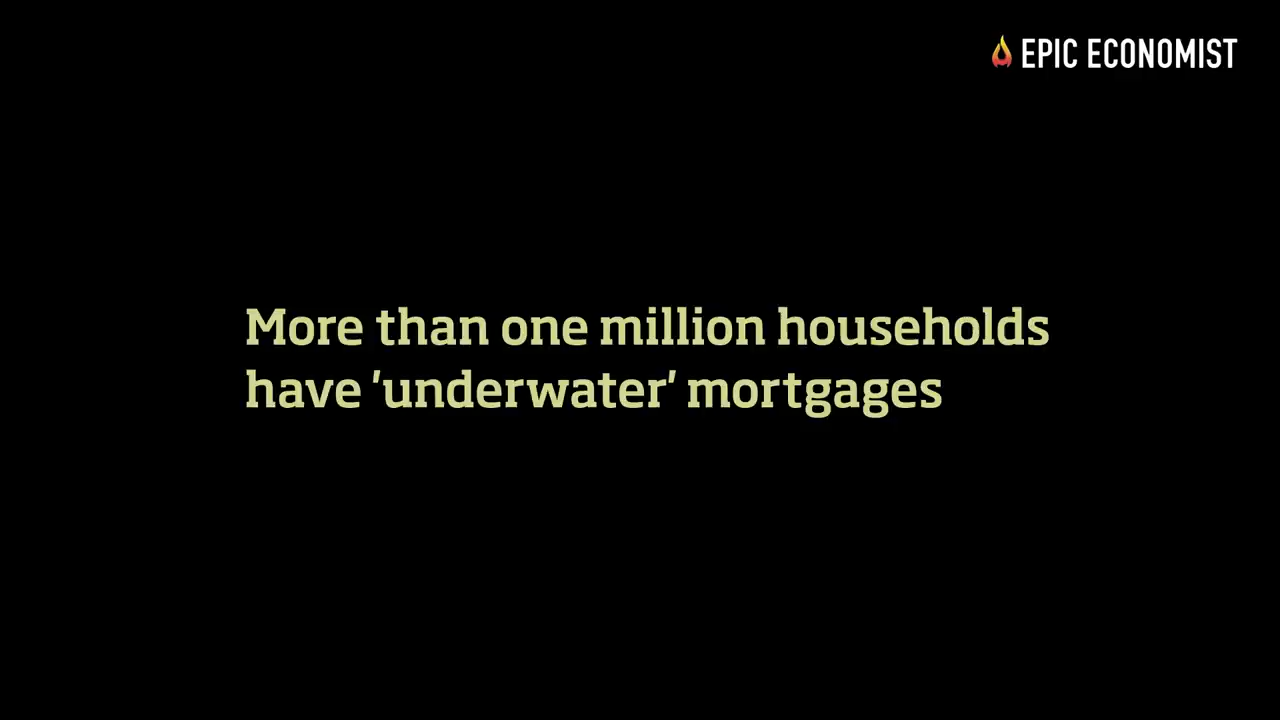 EPIC ECONOMIST
More than one million households
have 'underwater' mortgages